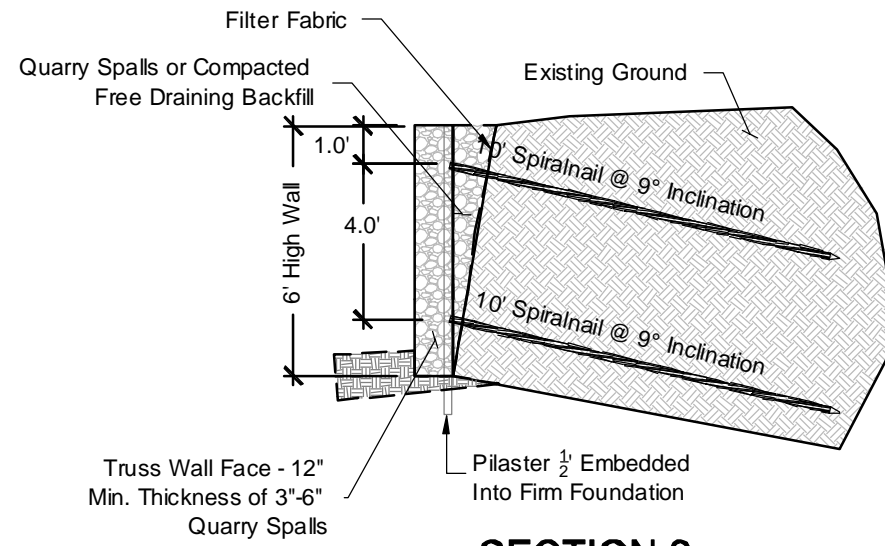 Filter Fabric
Quarry Spalls or Compacted
Free Draining Backfill
Existing Ground
1.0'
10' Spiralnail @ 9° Inclination
4.0'
6' High Wall
10' Spiralnail @ 9° Inclination
Truss Wall Face - 12"
Min. Thickness of 3"-6"
Quarry Spalls
Pilaster ½' Embedded
Into Firm Foundation